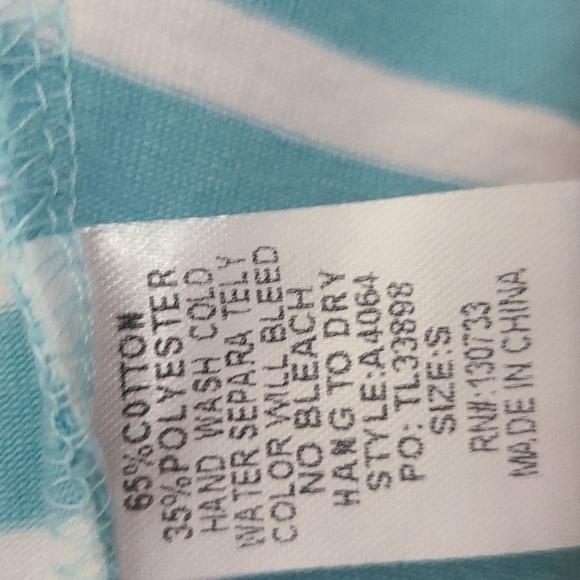 65%COTTON
35%POLYESTER
HAND WASH COLD
WATER SEPARA TELY
COLOR WILL BLEED
NO BLEACH
HANG TO DRY
STYLE:A4064
PO: TL33898
SIZE:S
RN#:130733
MADE IN CHINA